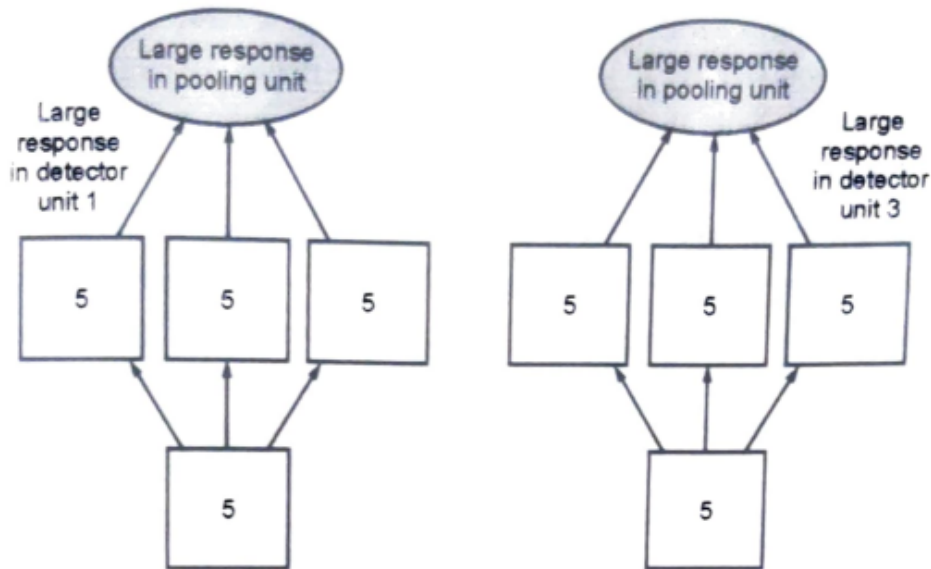 Large response
in pooling unit
Large
response
in detector
unit 1
5
5
5
5
Large response
in pooling unit
Large
response
in detector
unit 3
5
5
5
5